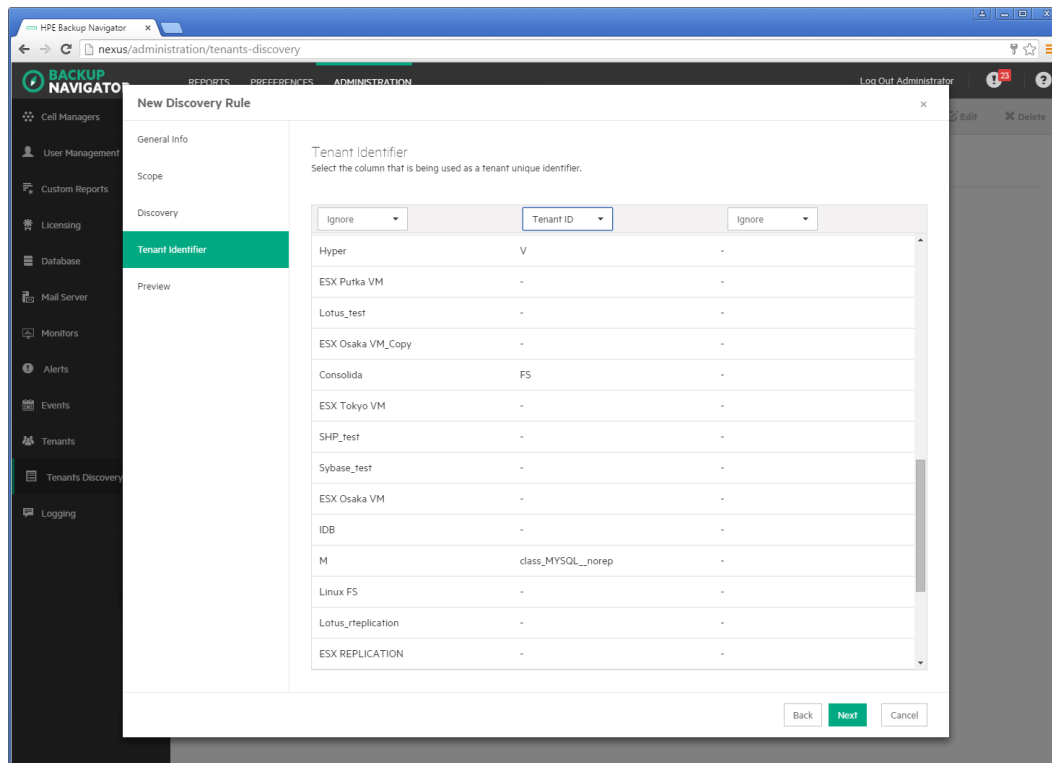 HPE Backup Navigator
nexus/administration/tenants-discovery
BACKUP NAVIGATOR
REPORTS PREFERENCES ADMINISTRATION
Log Out Administrator
23
Cell Managers
User Management
Custom Reports
Licensing
Database
Mail Server
Monitors
Alerts
Events
Tenants
Tenants Discovery
Logging
Edit Delete
New Discovery Rule
General Info
Scope
Discovery
Tenant Identifier
Preview
Tenant Identifier
Select the column that is being used as a tenant unique identifier.
Ignore Tenant ID Ignore
Hyper V -
ESX Putka VM - -
Lotus_test - -
ESX Osaka VM_Copy - -
Consolida FS -
ESX Tokyo VM - -
SHP_test - -
Sybase_test - -
ESX Osaka VM - -
IDB - -
M class_MYSQL__norep -
Linux FS - -
Lotus_rteplication - -
ESX REPLICATION - -
Back Next Cancel